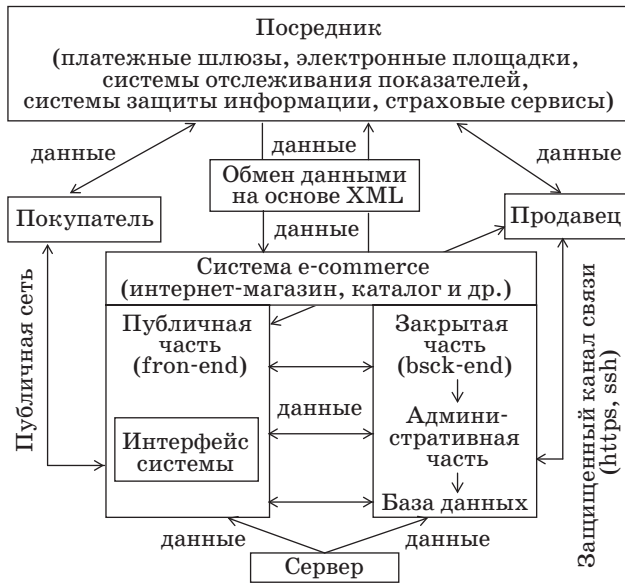 Посредник
(платежные шлюзы, электронные площадки,
системы отслеживания показателей,
системы защиты информации, страховые сервисы)
данные
данные
данные
Обмен данными
на основе XML
Покупатель
Продавец
данные
Система e-commerce
(интернет-магазин, каталог и др.)
Публичная сеть
Публичная
часть
(fron-end)
Закрытая
часть
(bsck-end)
Защищенный канал связи
(https, ssh)
данные
Админи-
стративная
часть
Интерфейс
системы
База данных
данные
данные
Сервер